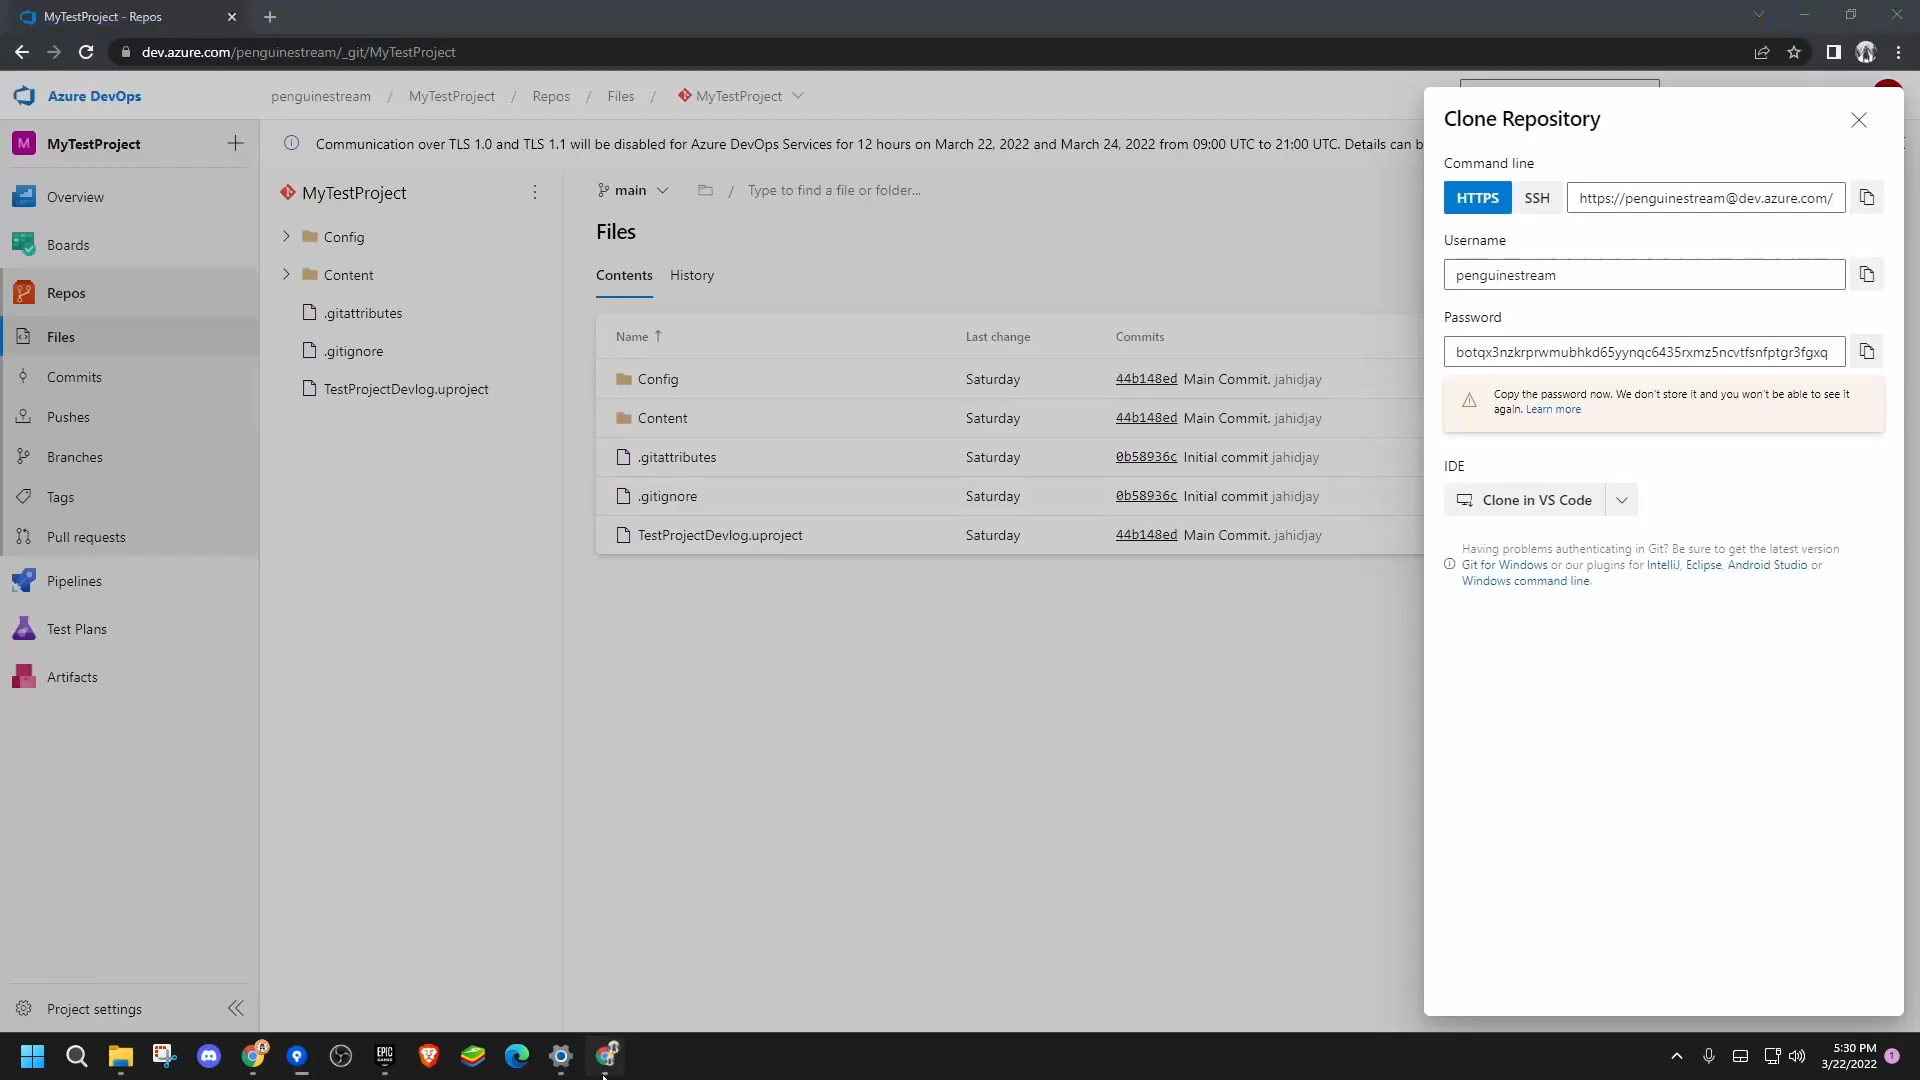 MyTestProject - Repos
dev.azure.com/penguinestream/_git/MyTestProject
Azure DevOps
penguinestream / MyTestProject / Repos / Files / MyTestProject
M MyTestProject
Communication over TLS 1.0 and TLS 1.1 will be disabled for Azure DevOps Services for 12 hours on March 22, 2022 and March 24, 2022 from 09:00 UTC to 21:00 UTC. Details can b
Overview
Boards
Repos
Files
Commits
Pushes
Branches
Tags
Pull requests
Pipelines
Test Plans
Artifacts
Project settings
MyTestProject
Config
Content
.gitattributes
.gitignore
TestProjectDevlog.uproject
main / Type to find a file or folder...
Files
Contents History
Name Last change Commits
Config Saturday 44b148ed Main Commit. jahidjay
Content Saturday 44b148ed Main Commit. jahidjay
.gitattributes Saturday 0b58936c Initial commit jahidjay
.gitignore Saturday 0b58936c Initial commit jahidjay
TestProjectDevlog.uproject Saturday 44b148ed Main Commit. jahidjay
Clone Repository
Command line
HTTPS SSH https://penguinestream@dev.azure.com/
Username
penguinestream
Password
botqx3nzkrprwmubhkd65yynqc6435rxmz5ncvtfsnfptgr3fgxq
Copy the password now. We don't store it and you won't be able to see it
again. Learn more
IDE
Clone in VS Code
Having problems authenticating in Git? Be sure to get the latest version
Git for Windows or our plugins for IntelliJ, Eclipse, Android Studio or
Windows command line.
EPIC
GAMES
5:30 PM
3/22/2022
1